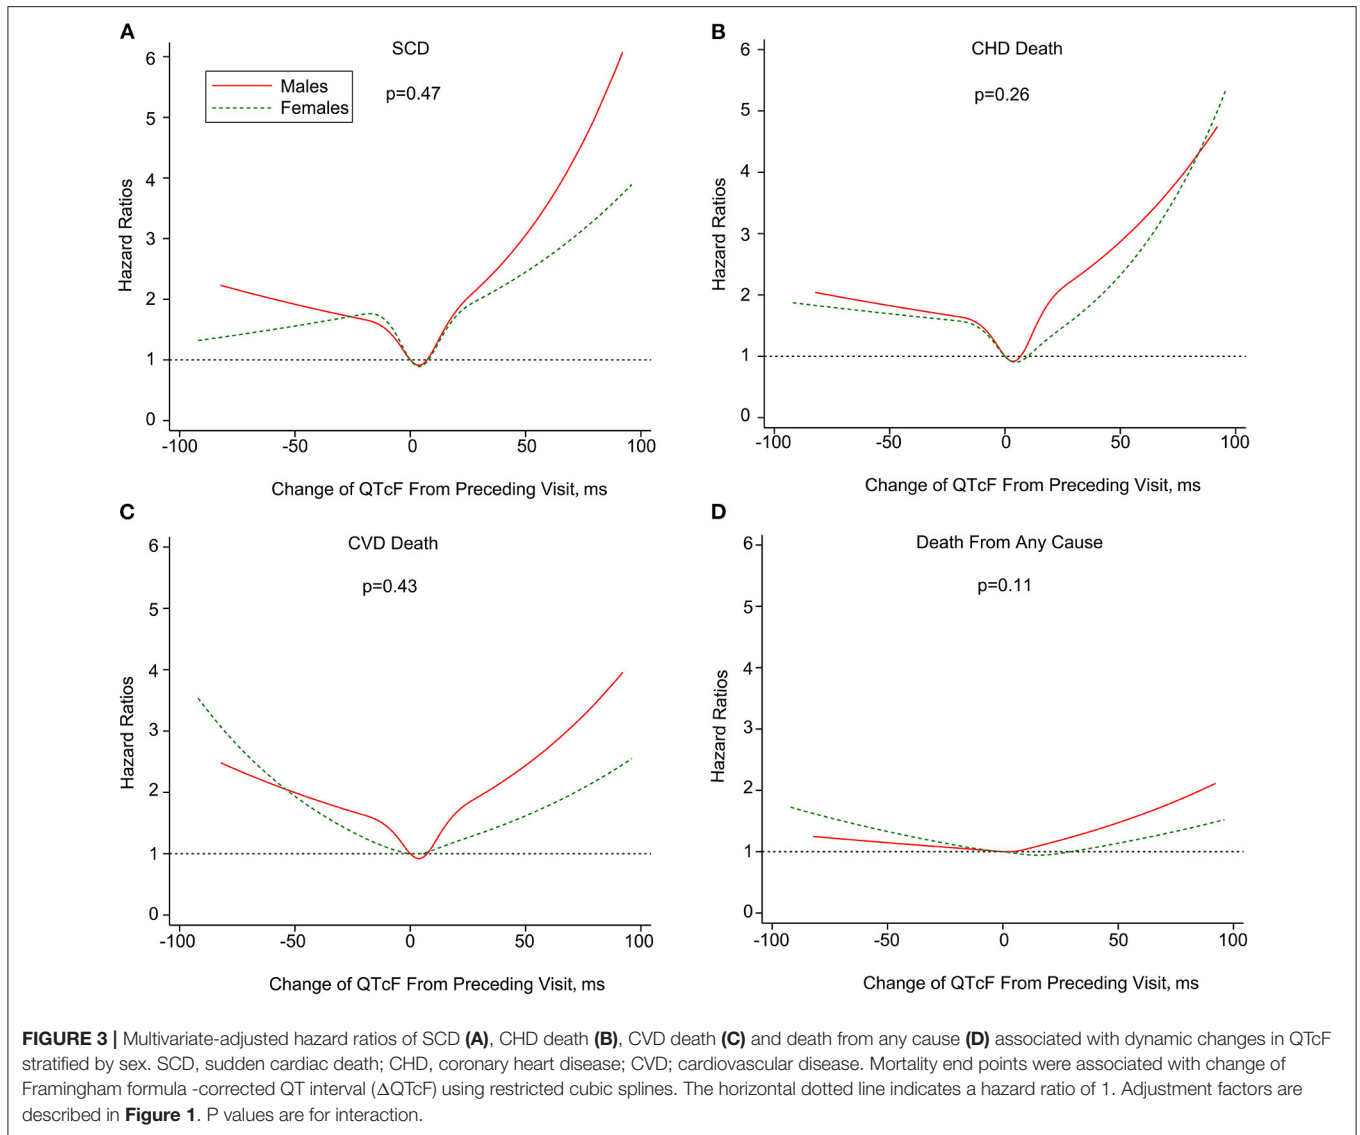 A
SCD
p=0.47
Males
Females
Hazard Ratios
6
5
4
3
2
1
0
-100
-50
0
50
100
Change of QTcF From Preceding Visit, ms
B
CHD Death
p=0.26
Hazard Ratios
6
5
4
3
2
1
0
-100
-50
0
50
100
Change of QTcF From Preceding Visit, ms
C
CVD Death
p=0.43
Hazard Ratios
6
5
4
3
2
1
0
-100
-50
0
50
100
Change of QTcF From Preceding Visit, ms
D
Death From Any Cause
p=0.11
Hazard Ratios
6
5
4
3
2
1
0
-100
-50
0
50
100
Change of QTcF From Preceding Visit, ms
FIGURE 3 | Multivariate-adjusted hazard ratios of SCD (A), CHD death (B), CVD death (C) and death from any cause (D) associated with dynamic changes in QTcF
stratified by sex. SCD, sudden cardiac death; CHD, coronary heart disease; CVD; cardiovascular disease. Mortality end points were associated with change of
Framingham formula -corrected QT interval (ΔQTcF) using restricted cubic splines. The horizontal dotted line indicates a hazard ratio of 1. Adjustment factors are
described in Figure 1. P values are for interaction.